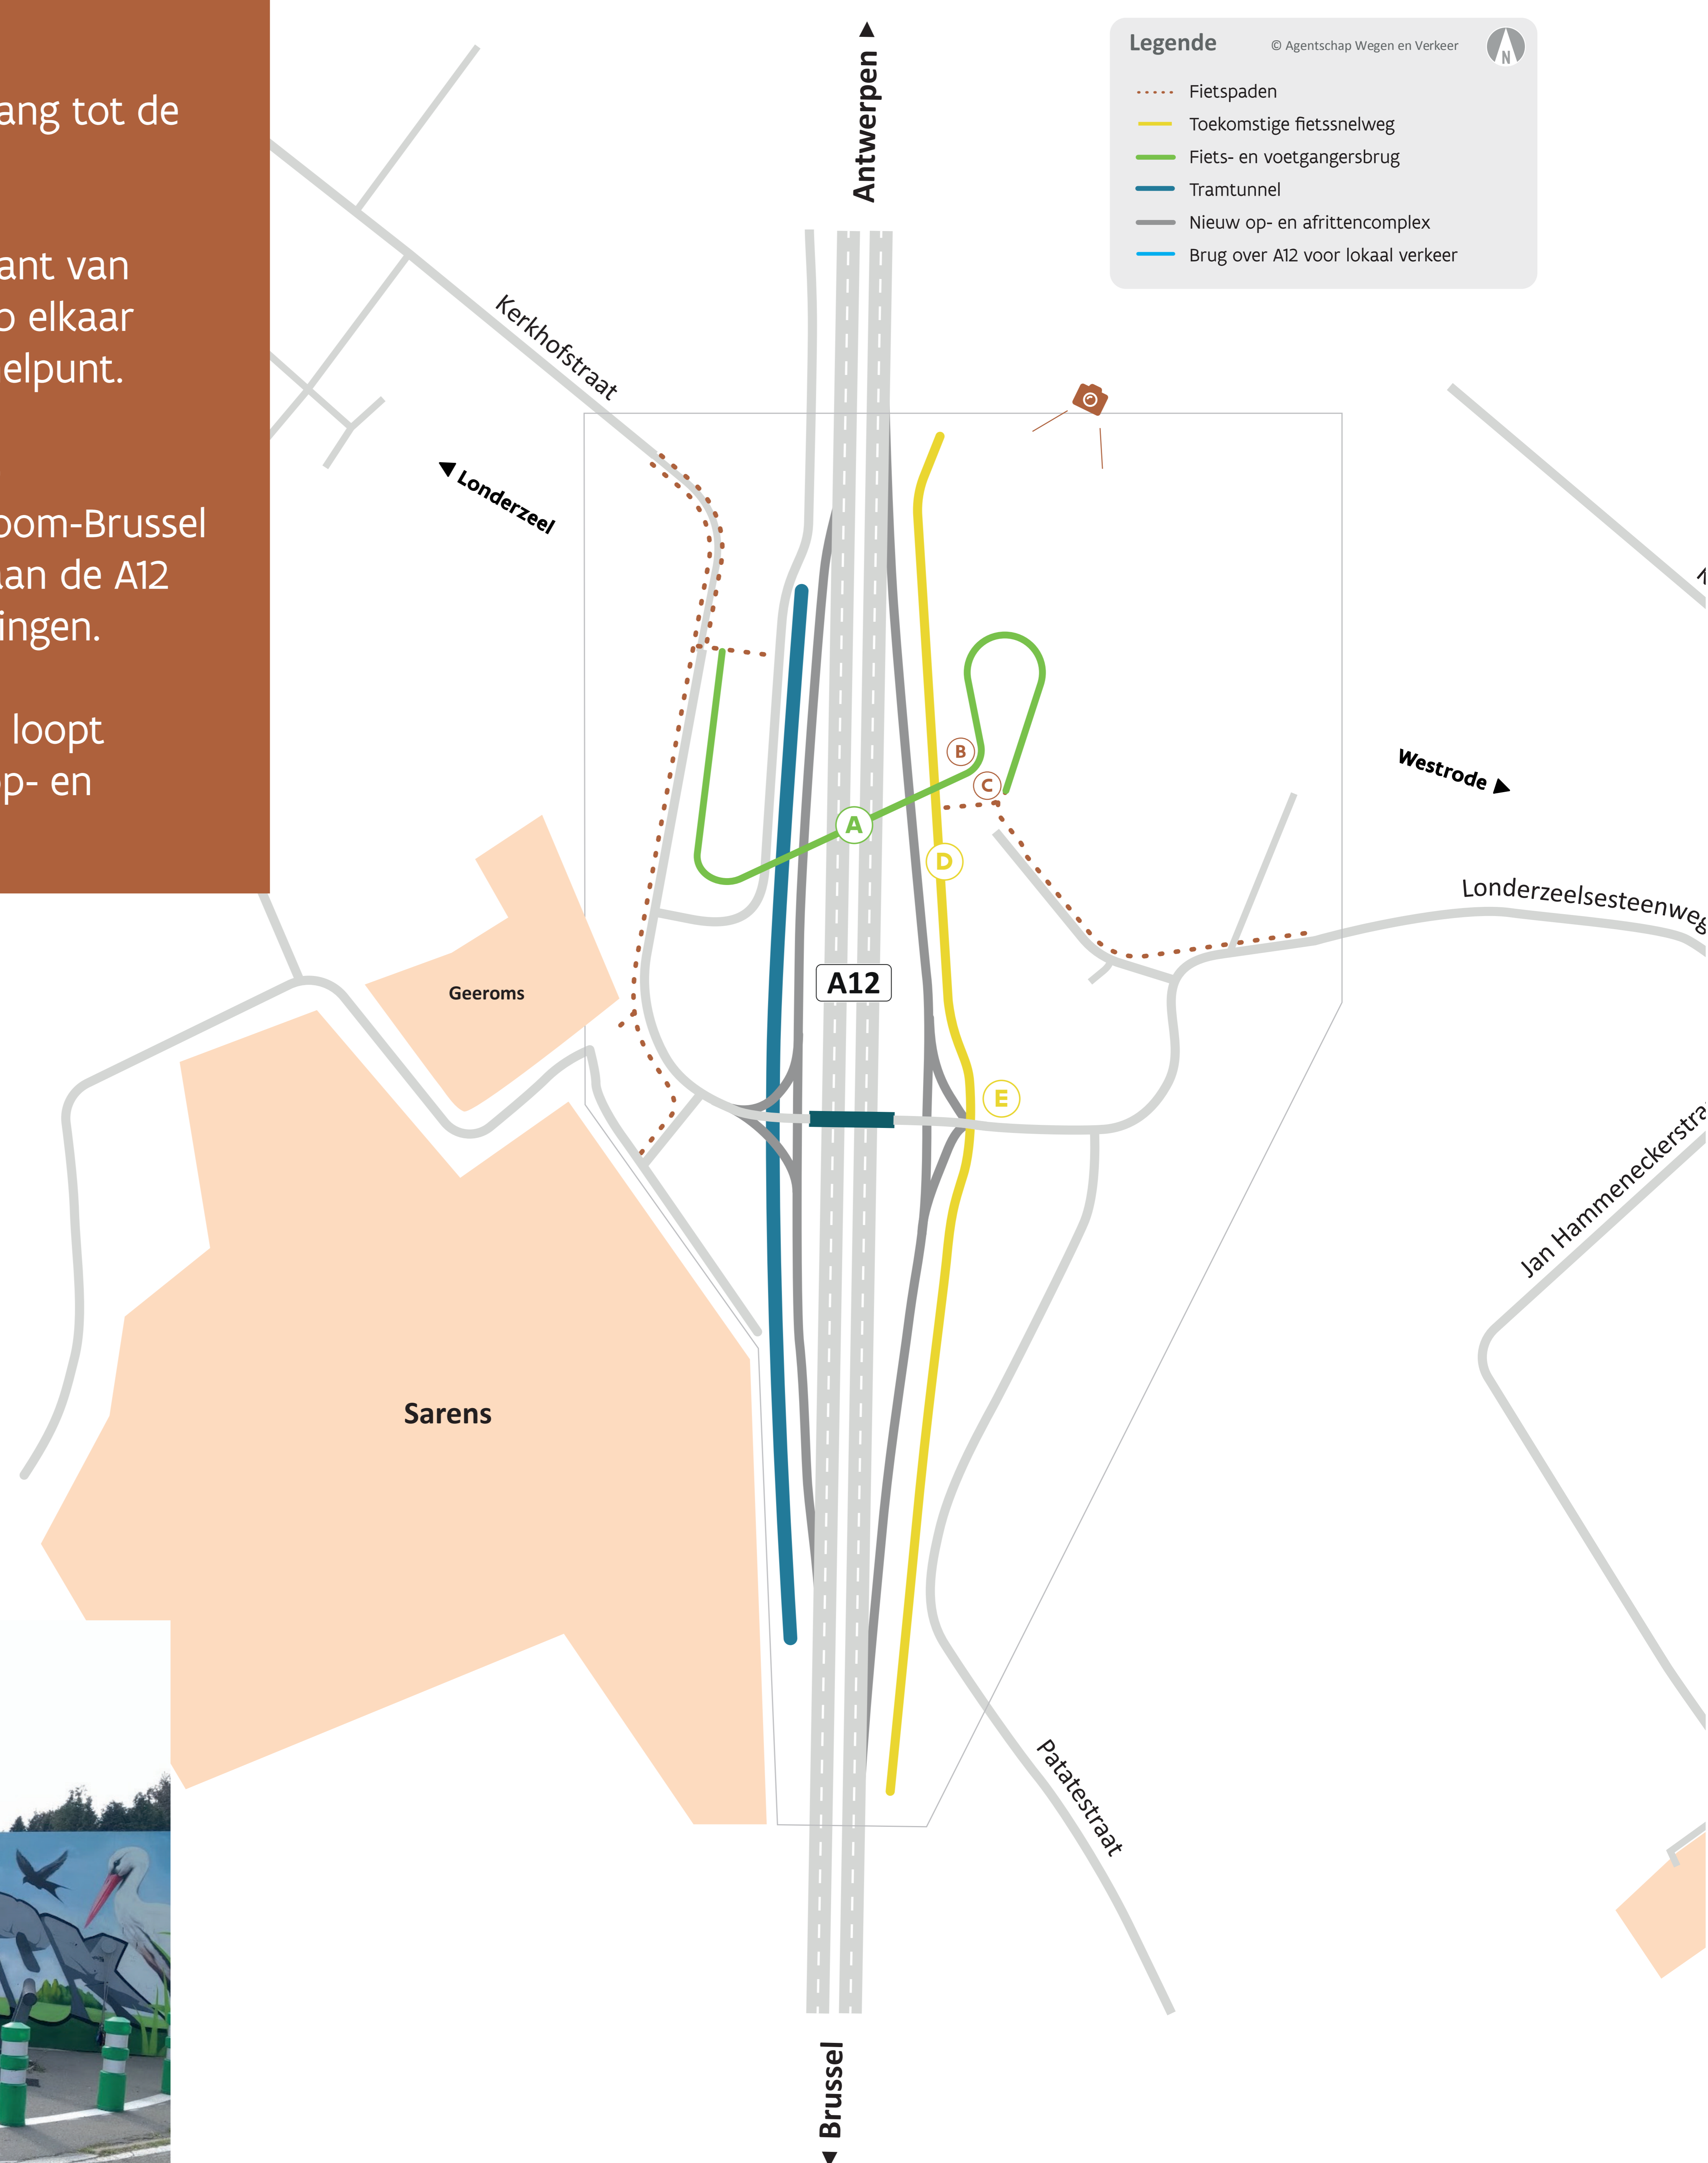 ang tot de
ant van
o elkaar
elpunt.
oom-Brussel
aan de A12
ingen.
loopt
op- en
Antwerpen
Legende
© Agentschap Wegen en Verkeer
N
Fietspaden
Toekomstige fietssnelweg
Fiets- en voetgangersbrug
Tramtunnel
Nieuw op- en afrittencomplex
Brug over A12 voor lokaal verkeer
Kerkhofstraat
Londerzeel
B
C
A
D
Westrode
Londerzeelsesteenweg
A12
Geeroms
E
Jan Hammeneckerstraa
Sarens
Patatestraat
Brussel